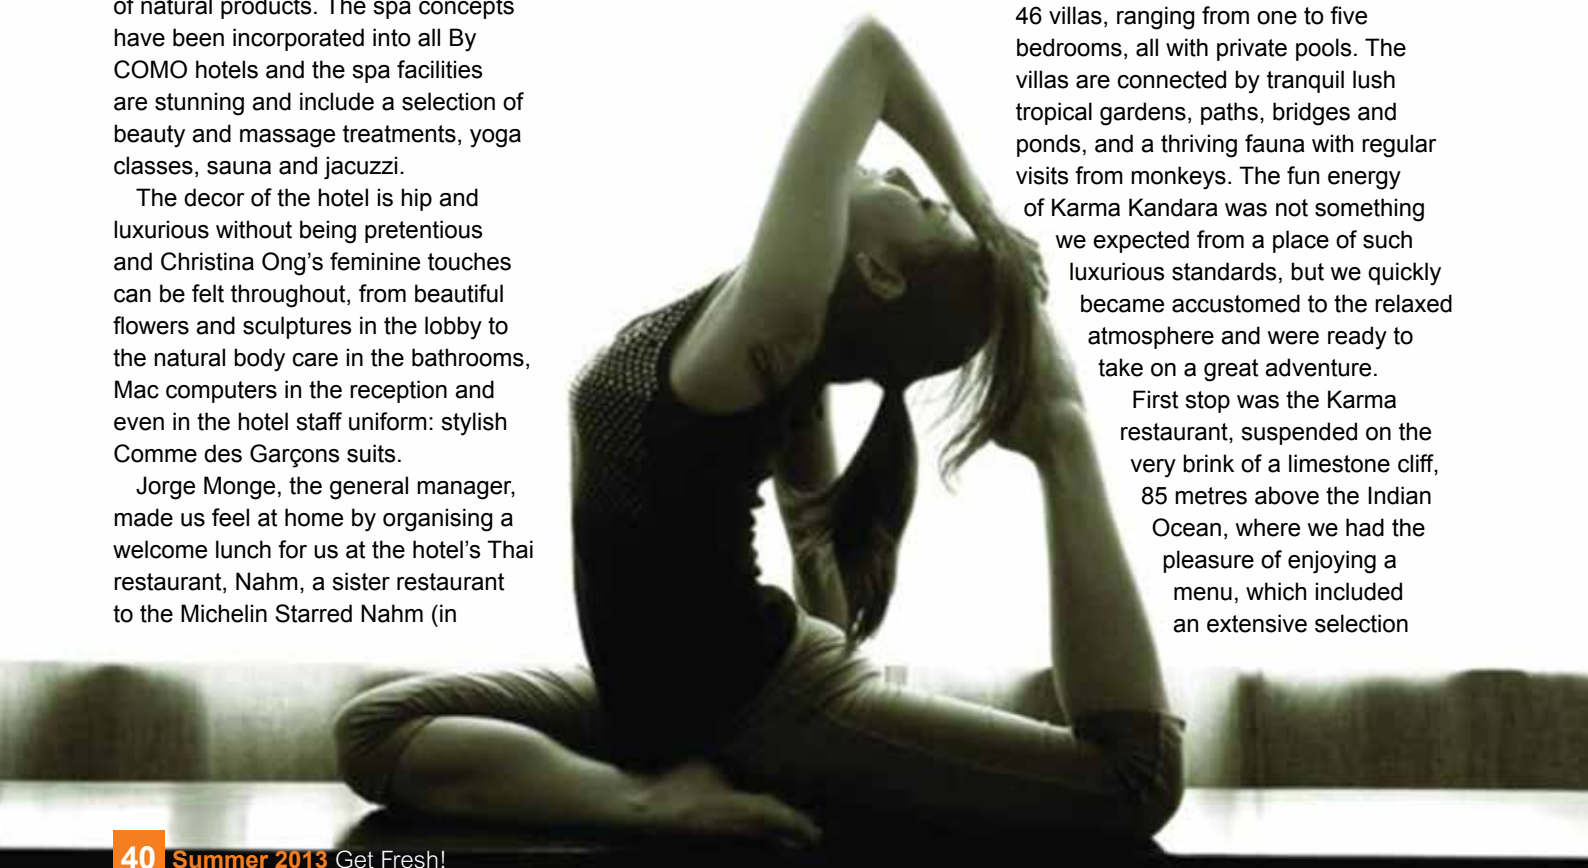 of natural products. The spa concepts
have been incorporated into all By
COMO hotels and the spa facilities
are stunning and include a selection of
beauty and massage treatments, yoga
classes, sauna and jacuzzi.
The decor of the hotel is hip and
luxurious without being pretentious
and Christina Ong’s feminine touches
can be felt throughout, from beautiful
flowers and sculptures in the lobby to
the natural body care in the bathrooms,
Mac computers in the reception and
even in the hotel staff uniform: stylish
Comme des Garçons suits.
Jorge Monge, the general manager,
made us feel at home by organising a
welcome lunch for us at the hotel’s Thai
restaurant, Nahm, a sister restaurant
to the Michelin Starred Nahm (in
46 villas, ranging from one to five
bedrooms, all with private pools. The
villas are connected by tranquil lush
tropical gardens, paths, bridges and
ponds, and a thriving fauna with regular
visits from monkeys. The fun energy
of Karma Kandara was not something
we expected from a place of such
luxurious standards, but we quickly
became accustomed to the relaxed
atmosphere and were ready to
take on a great adventure.
First stop was the Karma
restaurant, suspended on the
very brink of a limestone cliff,
85 metres above the Indian
Ocean, where we had the
pleasure of enjoying a
menu, which included
an extensive selection
40 Summer 2013 Get Fresh!